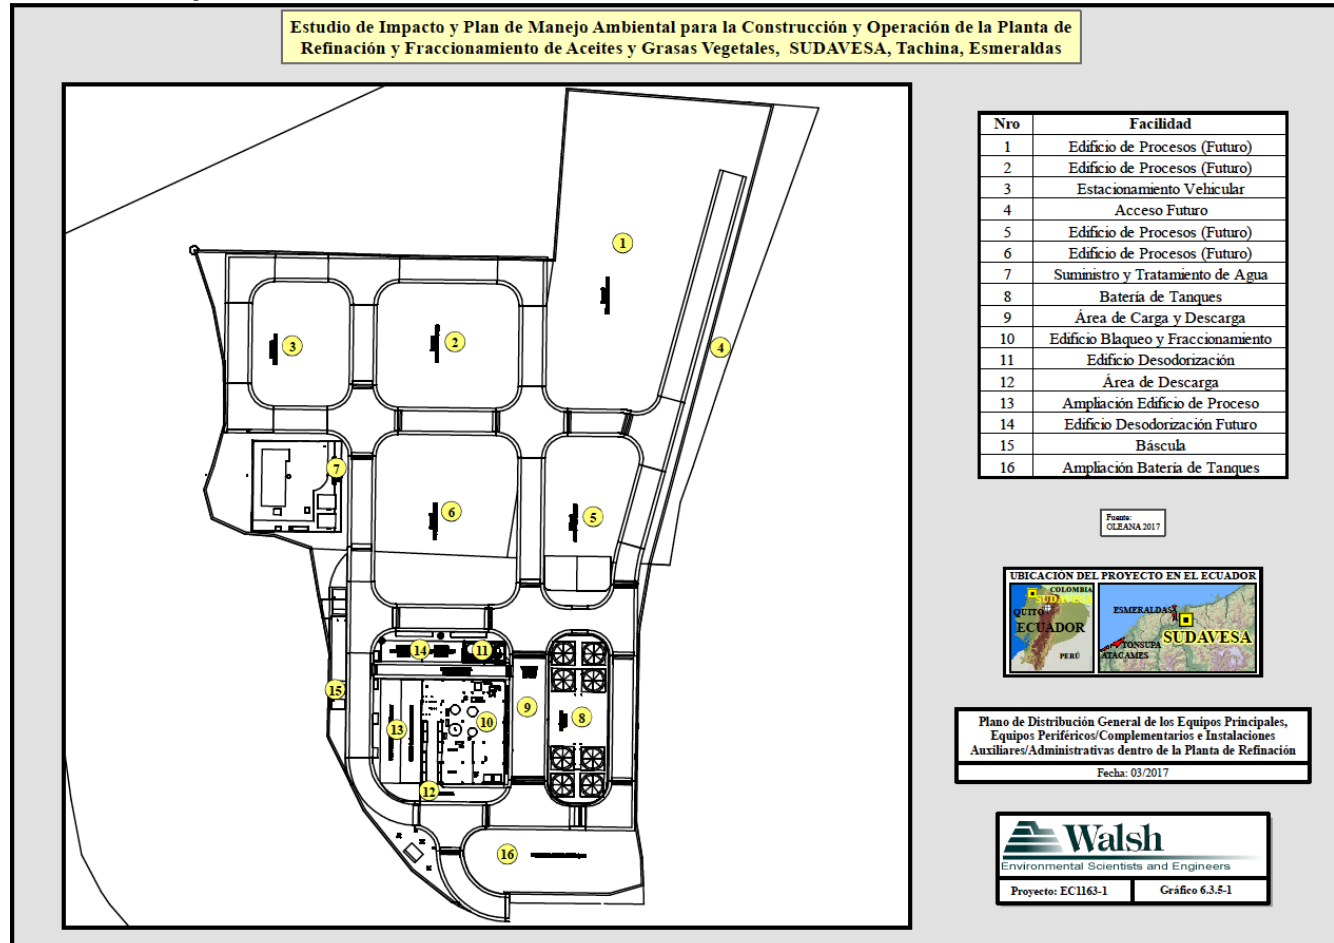 Estudio de Impacto y Plan de Manejo Ambiental para la Construcción y Operación de la Planta de
Refinación y Fraccionamiento de Aceites y Grasas Vegetales, SUDAVESA, Tachina, Esmeraldas
1
2
3
4
5
6
7
8
9
10
11
12
13
14
15
16
Nro Facilidad
1 Edificio de Procesos (Futuro)
2 Edificio de Procesos (Futuro)
3 Estacionamiento Vehicular
4 Acceso Futuro
5 Edificio de Procesos (Futuro)
6 Edificio de Procesos (Futuro)
7 Suministro y Tratamiento de Agua
8 Batería de Tanques
9 Área de Carga y Descarga
10 Edificio Blaqueo y Fraccionamiento
11 Edificio Desodorización
12 Área de Descarga
13 Ampliación Edificio de Proceso
14 Edificio Desodorización Futuro
15 Báscula
16 Ampliación Batería de Tanques
Fuente:
OLEANA 2017
UBICACIÓN DEL PROYECTO EN EL ECUADOR
COLOMBIA
SUDAVESA
QUITO
ECUADOR
PERÚ
ESMERALDAS
SUDAVESA
TONSUPA
ATACAMES
Plano de Distribución General de los Equipos Principales,
Equipos Periféricos/Complementarios e Instalaciones
Auxiliares/Administrativas dentro de la Planta de Refinación
Fecha: 03/2017
Walsh
Environmental Scientists and Engineers
Proyecto: EC1163-1 Gráfico 6.3.5-1